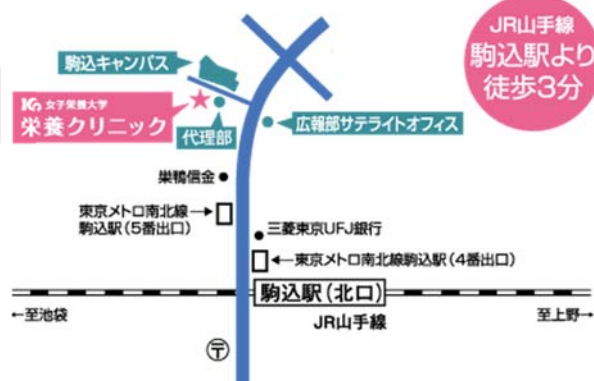 JR山手線
駒込駅より
徒歩3分
駒込キャンパス
女子栄養大学
栄養クリニック
代理部
広報部サテライトオフィス
巣鴨信金
東京メトロ南北線→
駒込駅(5番出口)
三菱東京UFJ銀行
←東京メトロ南北線駒込駅(4番出口)
駒込駅(北口)
←至池袋
JR山手線
至上野→
〒